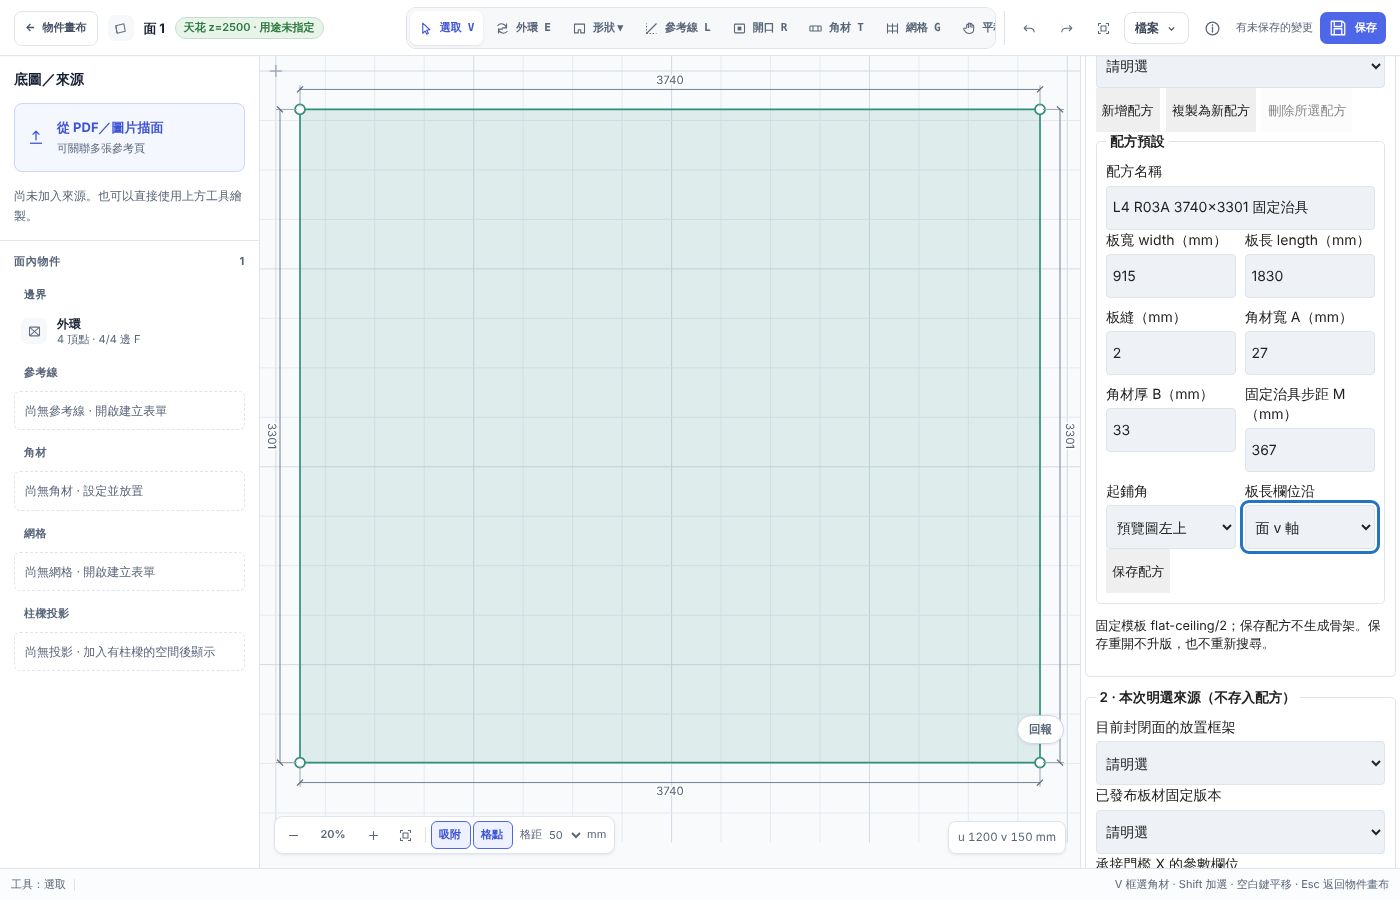 物件畫布
面 1
天花 z=2500 · 用途未指定
選取 V
外環 E
形狀▾
參考線 L
開口 R
角材 T
網格 G
檔案
有未保存的變更
保存
底圖／來源
從 PDF／圖片描面
可關聯多張參考頁
尚未加入來源。也可以直接使用上方工具繪
製。
面內物件
1
邊界
外環
4 頂點 · 4/4 邊 F
參考線
尚無參考線 · 開啟建立表單
角材
尚無角材 · 設定並放置
網格
尚無網格 · 開啟建立表單
柱樑投影
尚無投影 · 加入有柱樑的空間後顯示
3740
3301
3301
3740
回報
20%
吸附
格點
格距
50
mm
u 1200 v 150 mm
請明選
新增配方
複製為新配方
刪除所選配方
配方預設
配方名稱
L4 R03A 3740×3301 固定治具
板寬 width（mm）
板長 length（mm）
915
1830
板縫（mm）
角材寬 A（mm）
2
27
角材厚 B（mm）
固定治具步距 M
（mm）
33
367
起鋪角
板長欄位沿
預覽圖左上
面 v 軸
保存配方
固定模板 flat-ceiling/2；保存配方不生成骨架。保
存重開不升版，也不重新搜尋。
2 · 本次明選來源（不存入配方）
目前封閉面的放置框架
請明選
已發布板材固定版本
請明選
承接門檻 X 的參數欄位
工具：選取
V 框選角材 · Shift 加選 · 空白鍵平移 · Esc 返回物件畫布